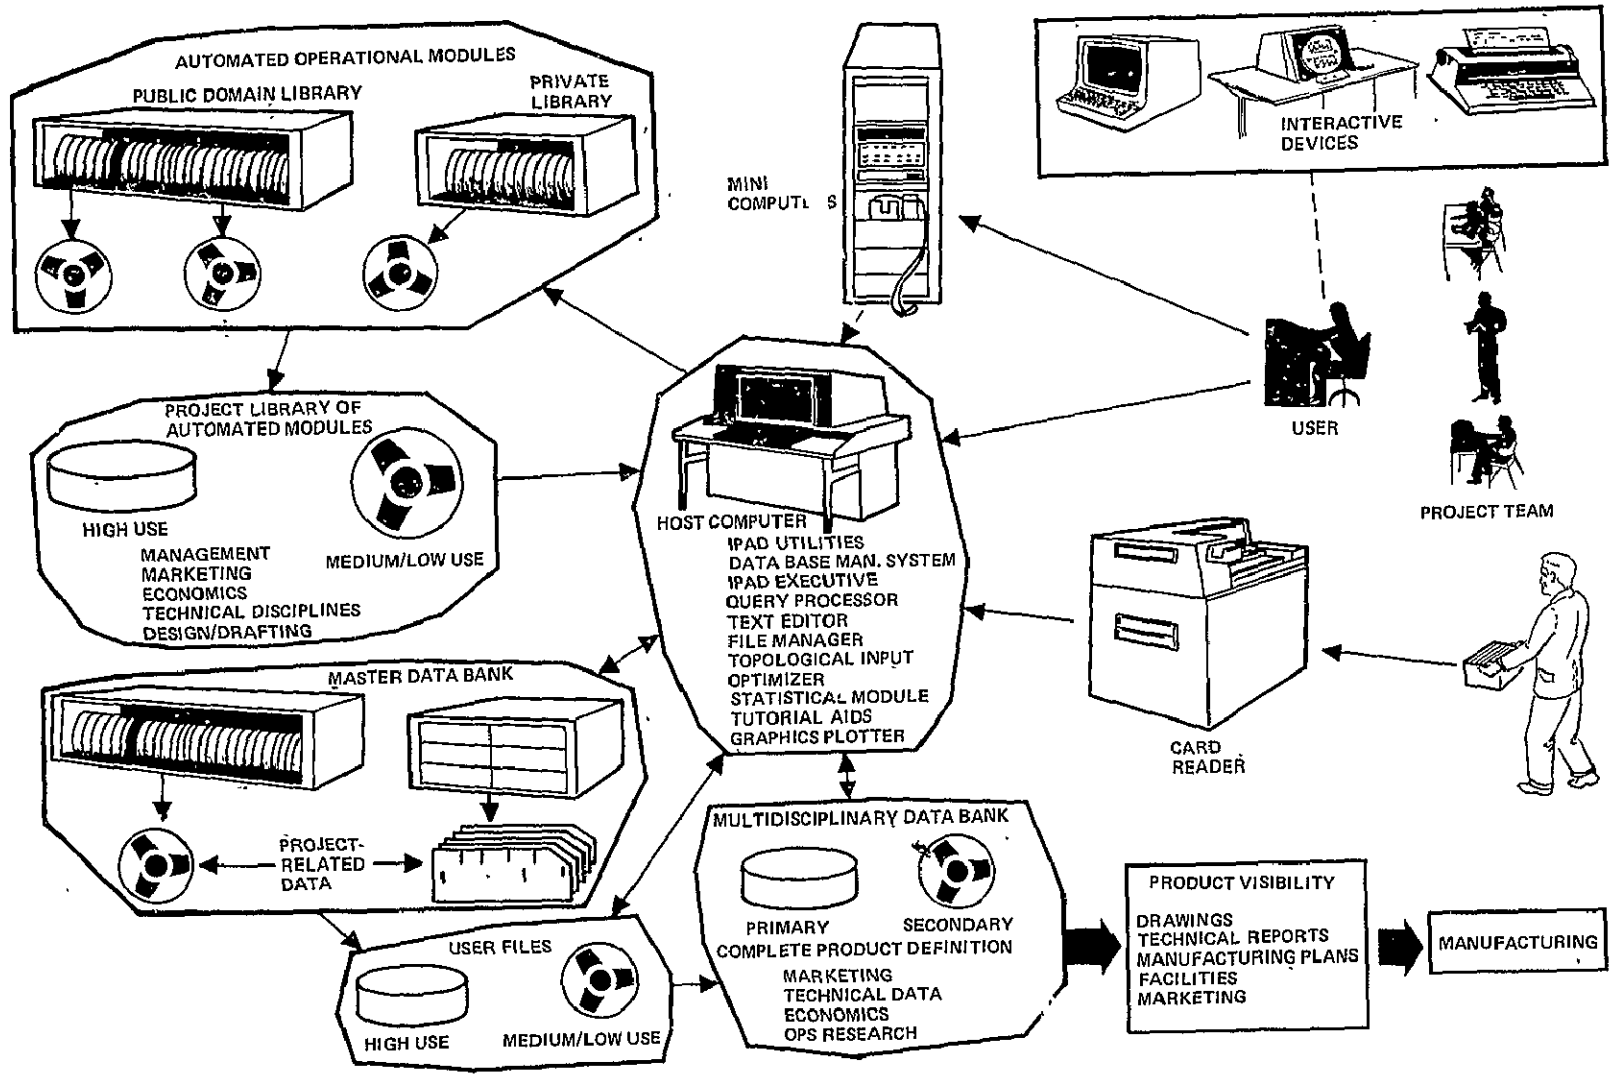 AUTOMATED OPERATIONAL MODULES
PUBLIC DOMAIN LIBRARY
PRIVATE
LIBRARY
MINI
INTERACTIVE
DEVICES
USER
PROJECT TEAM
PROJECT LIBRARY OF
AUTOMATED MODULES
HIGH USE
MEDIUM/LOW USE
MANAGEMENT
MARKETING
ECONOMICS
TECHNICAL DISCIPLINES
DESIGN/DRAFTING
HOST COMPUTER
IPAD UTILITIES
DATA BASE MAN. SYSTEM
IPAD EXECUTIVE
QUERY PROCESSOR
TEXT EDITOR
FILE MANAGER
TOPOLOGICAL INPUT
OPTIMIZER
STATISTICAL MODULE
TUTORIAL AIDS
GRAPHICS PLOTTER
CARD
READER
MASTER DATA BANK
PROJECT-
RELATED
DATA
USER FILES
HIGH USE
MEDIUM/LOW USE
MULTIDISCIPLINARY DATA BANK
PRIMARY
SECONDARY
COMPLETE PRODUCT DEFINITION
MARKETING
TECHNICAL DATA
ECONOMICS
OPS RESEARCH
PRODUCT VISIBILITY
DRAWINGS
TECHNICAL REPORTS
MANUFACTURING PLANS
FACILITIES
MARKETING
MANUFACTURING